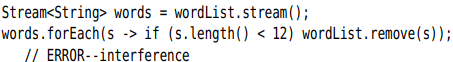 Stream<String> words = wordList.stream();
words.forEach(s -> if (s.length() < 12) wordList.remove(s));
// ERROR--interference